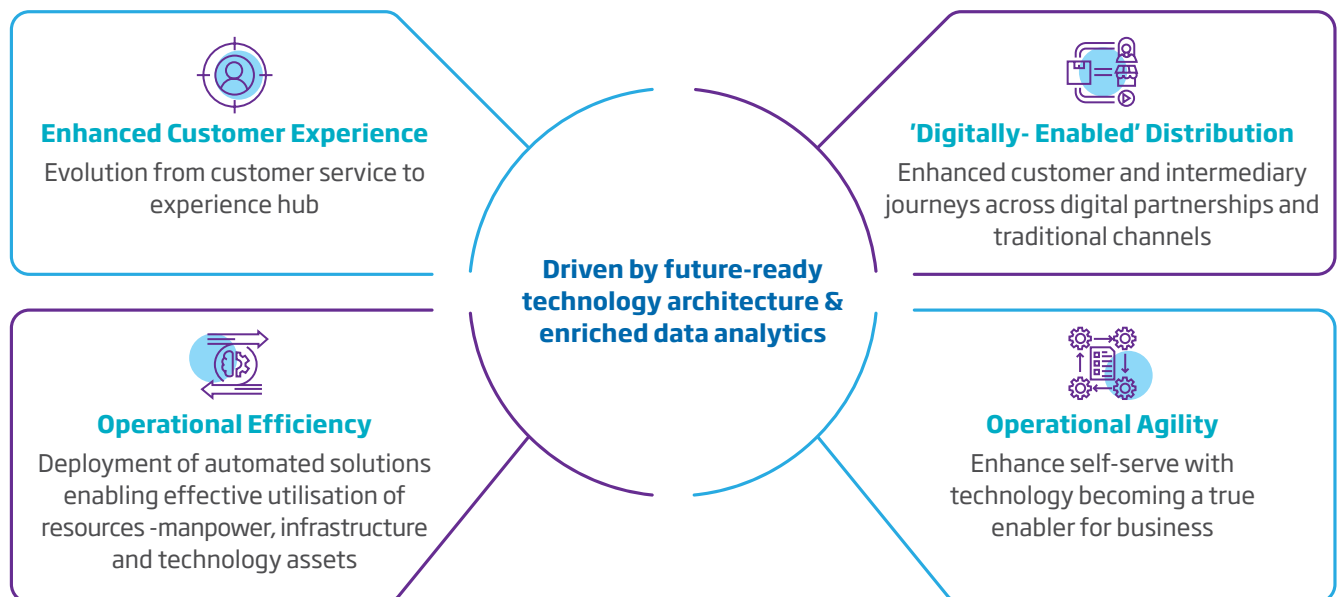 Enhanced Customer Experience
Evolution from customer service to
experience hub
'Digitally- Enabled' Distribution
Enhanced customer and intermediary
journeys across digital partnerships and
traditional channels
Driven by future-ready
technology architecture &
enriched data analytics
Operational Efficiency
Deployment of automated solutions
enabling effective utilisation of
resources -manpower, infrastructure
and technology assets
Operational Agility
Enhance self-serve with
technology becoming a true
enabler for business